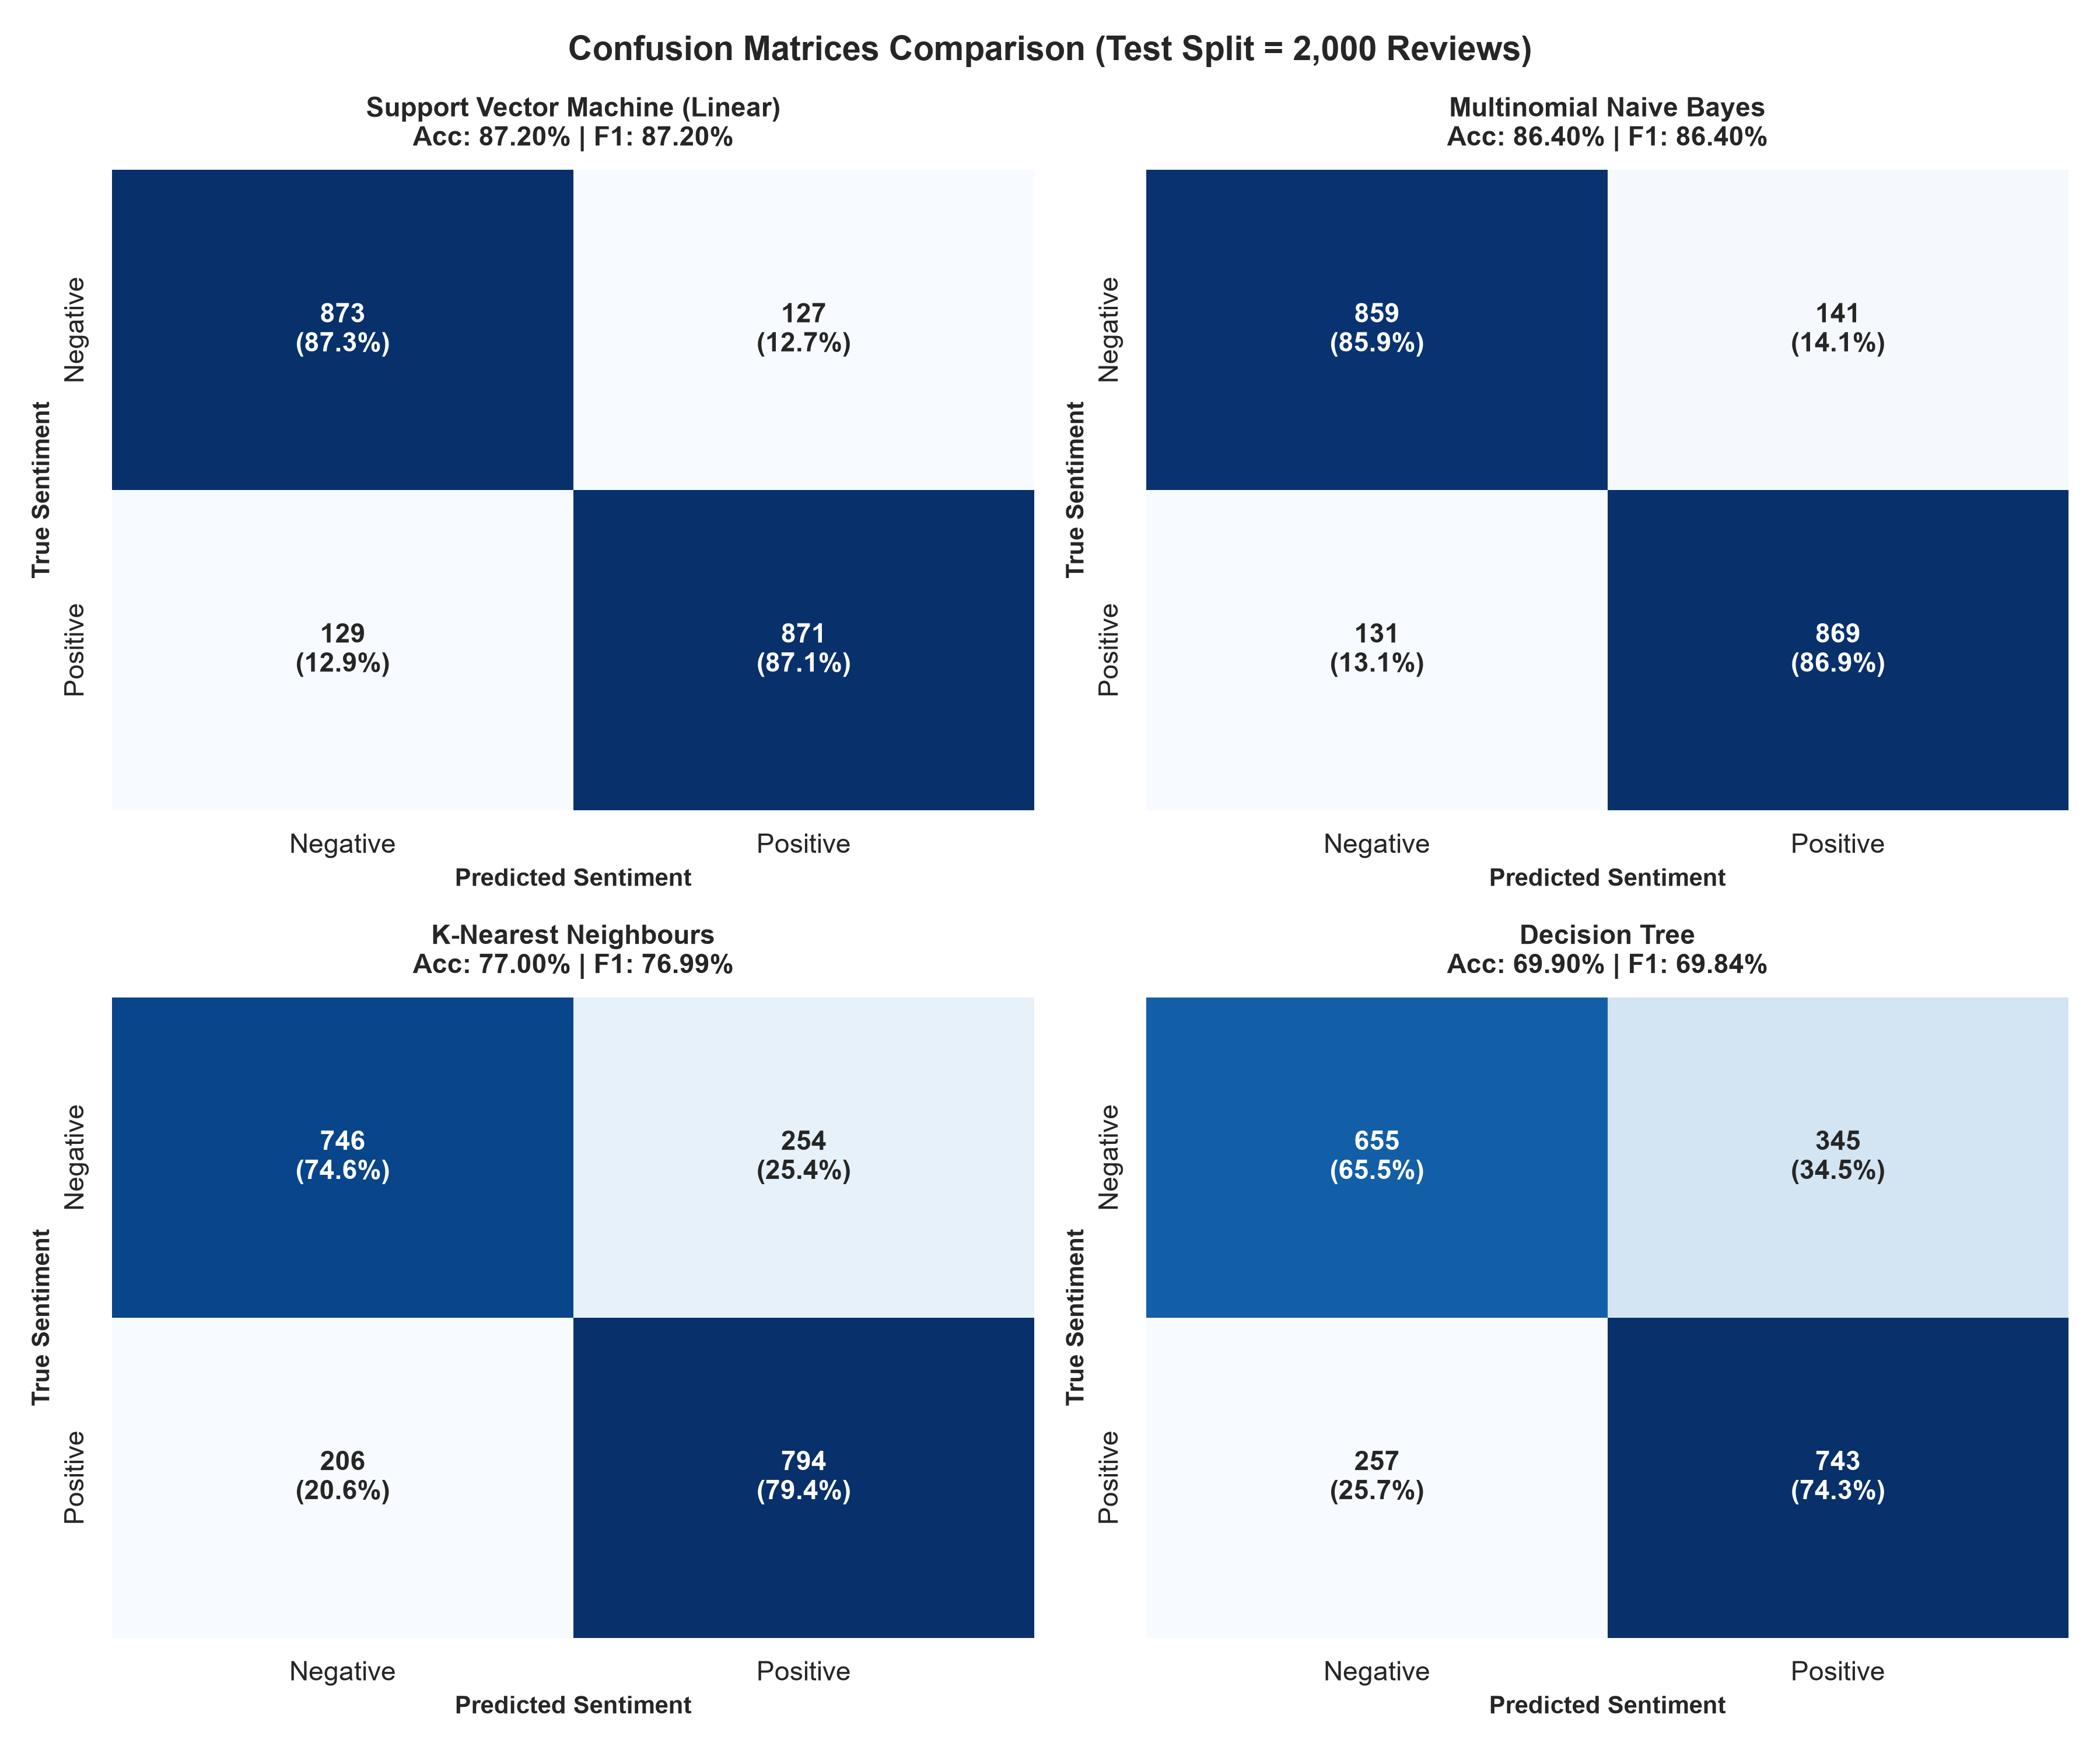 Confusion Matrices Comparison (Test Split = 2,000 Reviews)
Support Vector Machine (Linear)
Acc: 87.20% | F1: 87.20%
True Sentiment
Negative
Positive
873
(87.3%)
127
(12.7%)
129
(12.9%)
871
(87.1%)
Negative
Positive
Predicted Sentiment
Multinomial Naive Bayes
Acc: 86.40% | F1: 86.40%
True Sentiment
Negative
Positive
859
(85.9%)
141
(14.1%)
131
(13.1%)
869
(86.9%)
Negative
Positive
Predicted Sentiment
K-Nearest Neighbours
Acc: 77.00% | F1: 76.99%
True Sentiment
Negative
Positive
746
(74.6%)
254
(25.4%)
206
(20.6%)
794
(79.4%)
Negative
Positive
Predicted Sentiment
Decision Tree
Acc: 69.90% | F1: 69.84%
True Sentiment
Negative
Positive
655
(65.5%)
345
(34.5%)
257
(25.7%)
743
(74.3%)
Negative
Positive
Predicted Sentiment